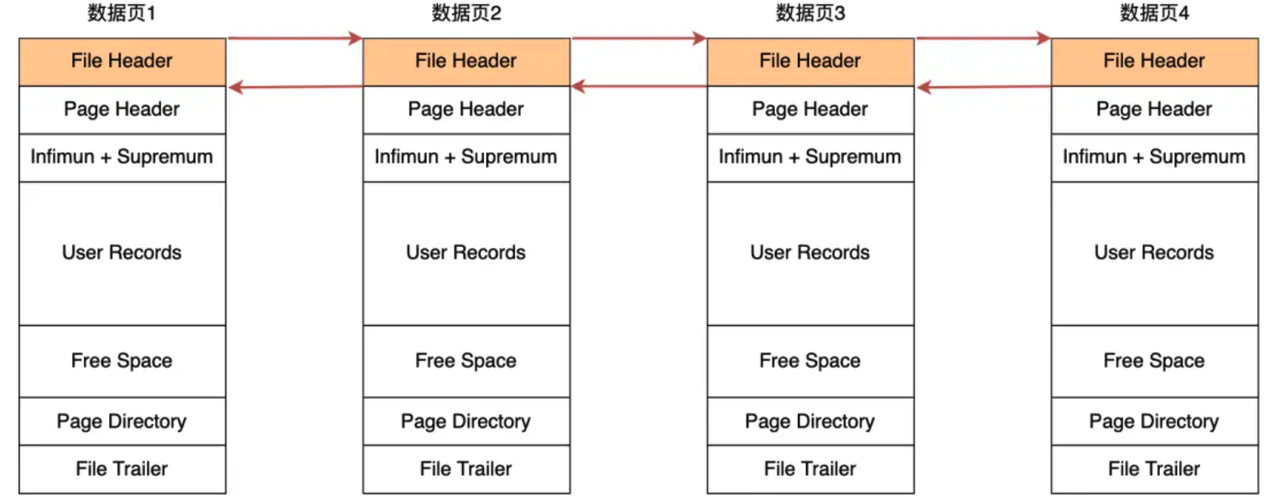 数据页1 数据页2 数据页3 数据页4
File Header File Header File Header File Header
Page Header Page Header Page Header Page Header
Infimun + Supremum Infimun + Supremum Infimun + Supremum Infimun + Supremum
User Records User Records User Records User Records
Free Space Free Space Free Space Free Space
Page Directory Page Directory Page Directory Page Directory
File Trailer File Trailer File Trailer File Trailer